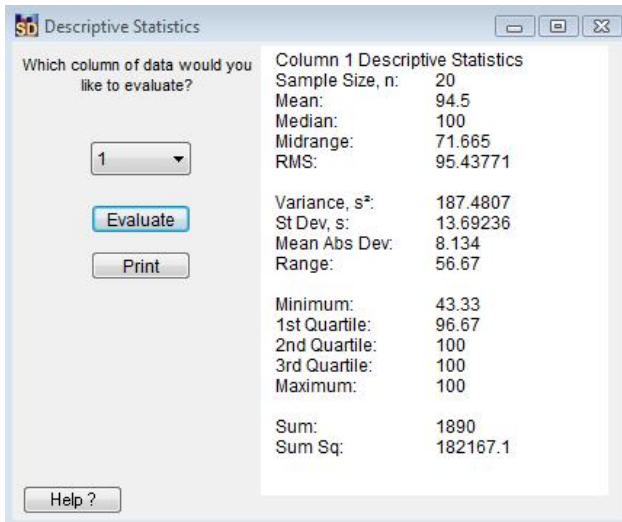 SD Descriptive Statistics
Which column of data would you
like to evaluate?
1
Evaluate
Print
Help ?
Column 1 Descriptive Statistics
Sample Size, n: 20
Mean: 94.5
Median: 100
Midrange: 71.665
RMS: 95.43771
Variance, s²: 187.4807
St Dev, s: 13.69236
Mean Abs Dev: 8.134
Range: 56.67
Minimum: 43.33
1st Quartile: 96.67
2nd Quartile: 100
3rd Quartile: 100
Maximum: 100
Sum: 1890
Sum Sq: 182167.1